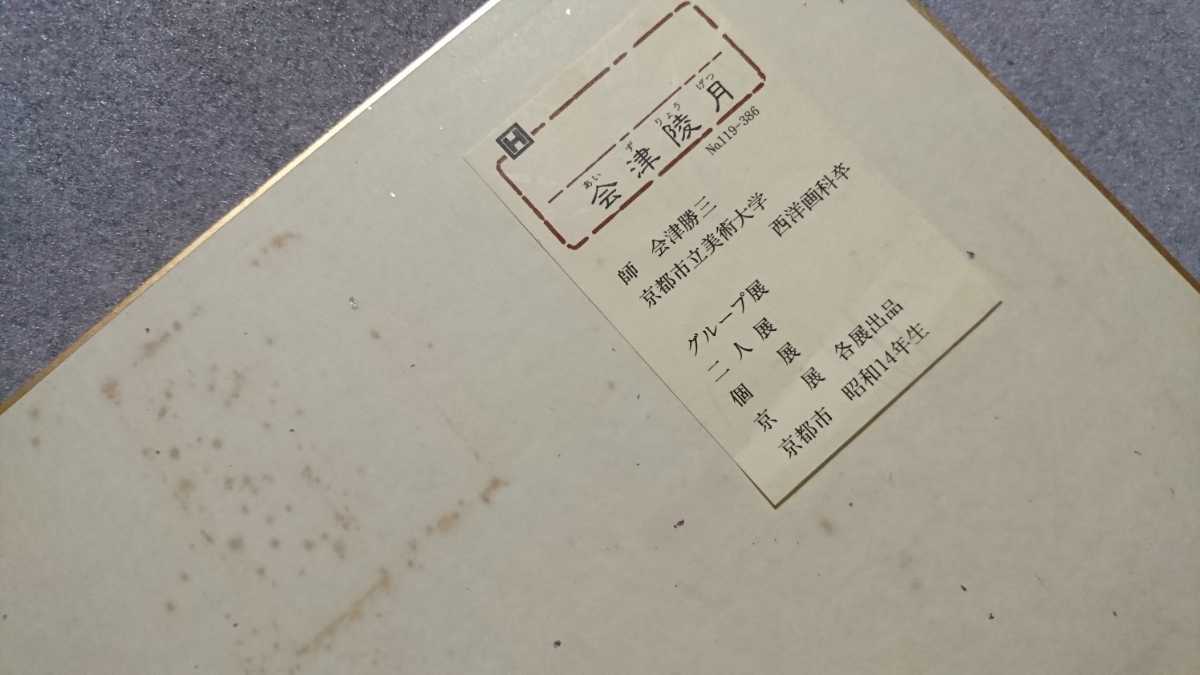 H
会津陵月
あいずりょうげつ
No.119-386
師 会津勝三
京都市立美術大学
西洋画科卒
グループ展
二人展
個展
京展 各展出品
京都市 昭和14年生